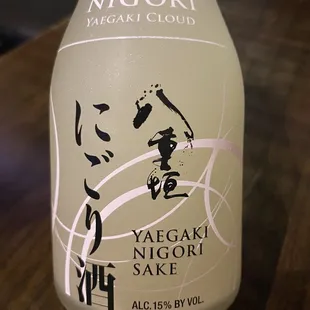 NIGORI
YAEGAKI CLOUD
八重垣
にごり酒
YAEGAKI
NIGORI
SAKE
ALC.15% BY VOL.